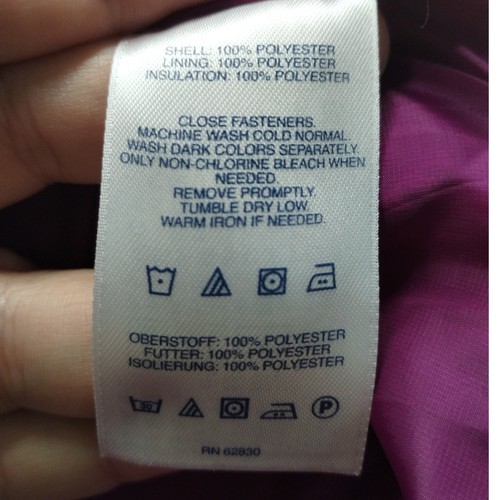 SHELL: 100% POLYESTER
LINING: 100% POLYESTER
INSULATION: 100% POLYESTER
CLOSE FASTENERS.
MACHINE WASH COLD NORMAL.
WASH DARK COLORS SEPARATELY.
ONLY NON-CHLORINE BLEACH WHEN
NEEDED.
REMOVE PROMPTLY.
TUMBLE DRY LOW.
WARM IRON IF NEEDED.
OBERSTOFF: 100% POLYESTER
FUTTER: 100% POLYESTER
ISOLIERUNG: 100% POLYESTER
30 P
RN 62830